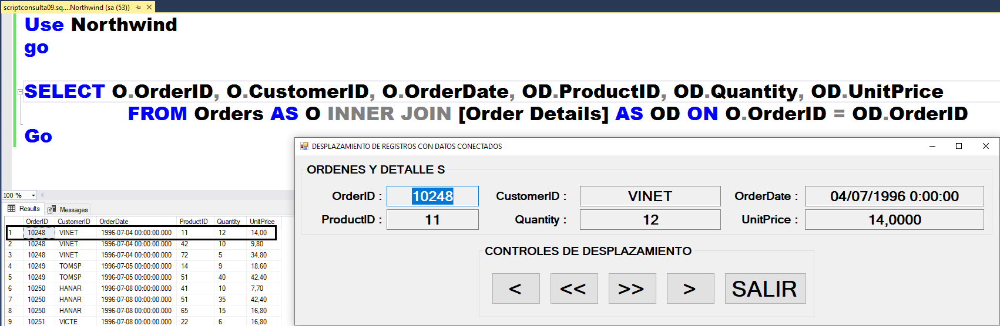 scriptconsulta09.sq....Northwind (sa (53))
Use Northwind
go
SELECT O.OrderID, O.CustomerID, O.OrderDate, OD.ProductID, OD.Quantity, OD.UnitPrice
FROM Orders AS O INNER JOIN [Order Details] AS OD ON O.OrderID = OD.OrderID
Go
100 %
Results Messages
OrderID CustomerID OrderDate ProductID Quantity UnitPrice
1 10248 VINET 1996-07-04 00:00:00.000 11 12 14,00
2 10248 VINET 1996-07-04 00:00:00.000 42 10 9,80
3 10248 VINET 1996-07-04 00:00:00.000 72 5 34,80
4 10249 TOMSP 1996-07-05 00:00:00.000 14 9 18,60
5 10249 TOMSP 1996-07-05 00:00:00.000 51 40 42,40
6 10250 HANAR 1996-07-08 00:00:00.000 41 10 7,70
7 10250 HANAR 1996-07-08 00:00:00.000 51 35 42,40
8 10250 HANAR 1996-07-08 00:00:00.000 65 15 16,80
9 10251 VICTE 1996-07-08 00:00:00.000 22 6 16,80
DESPLAZAMIENTO DE REGISTROS CON DATOS CONECTADOS
ORDENES Y DETALLE S
OrderID : 10248 CustomerID : VINET OrderDate : 04/07/1996 0:00:00
ProductID : 11 Quantity : 12 UnitPrice : 14,0000
CONTROLES DE DESPLAZAMIENTO
< << >> > SALIR